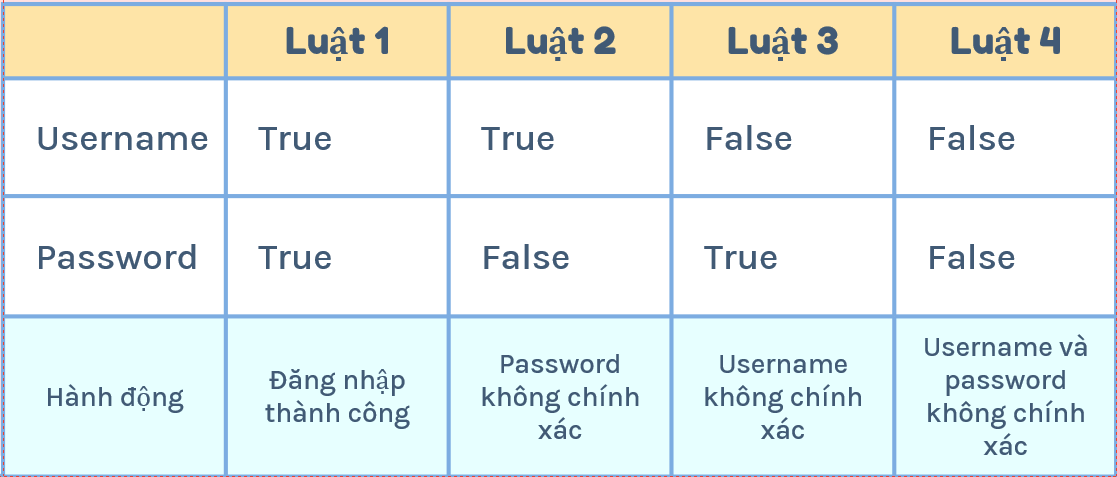 Luật 1 Luật 2 Luật 3 Luật 4
Username True True False False
Password True False True False
Hành động
Đăng nhập
thành công
Password
không chính
xác
Username
không chính
xác
Username và
password
không chính
xác